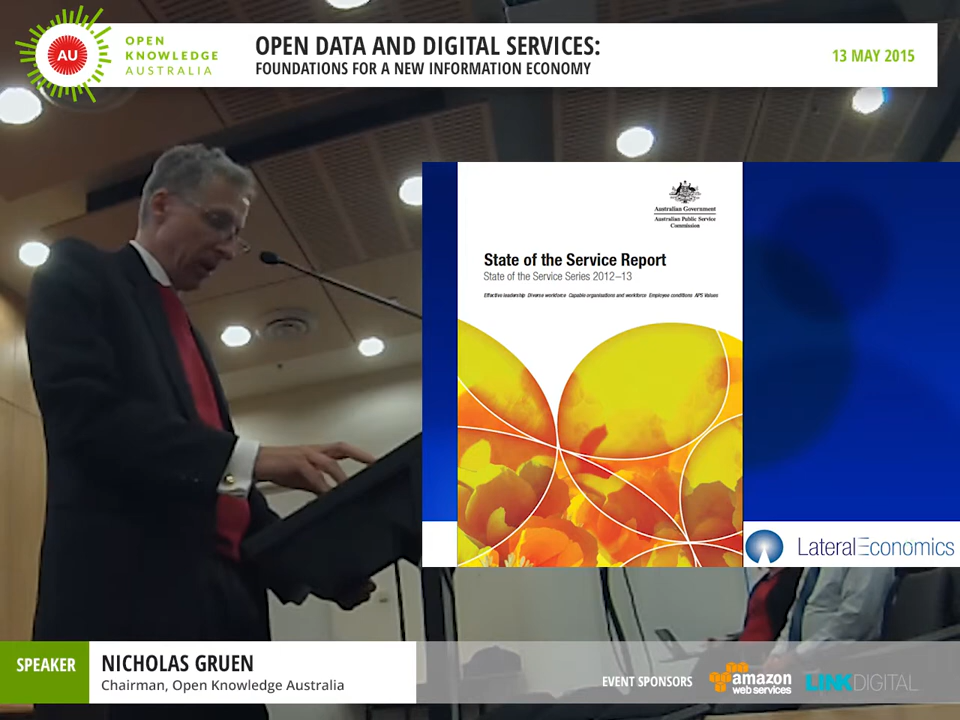 AU
OPEN
KNOWLEDGE
AUSTRALIA
OPEN DATA AND DIGITAL SERVICES:
FOUNDATIONS FOR A NEW INFORMATION ECONOMY
13 MAY 2015
Australian Government
Australian Public Service
Commission
State of the Service Report
State of the Service Series 2012–13
Effective leadership Diverse workforce Capable organisations and workforce Employee conditions APS Values
LateralEconomics
SPEAKER
NICHOLAS GRUEN
Chairman, Open Knowledge Australia
EVENT SPONSORS
amazon
web services
LINKDIGITAL